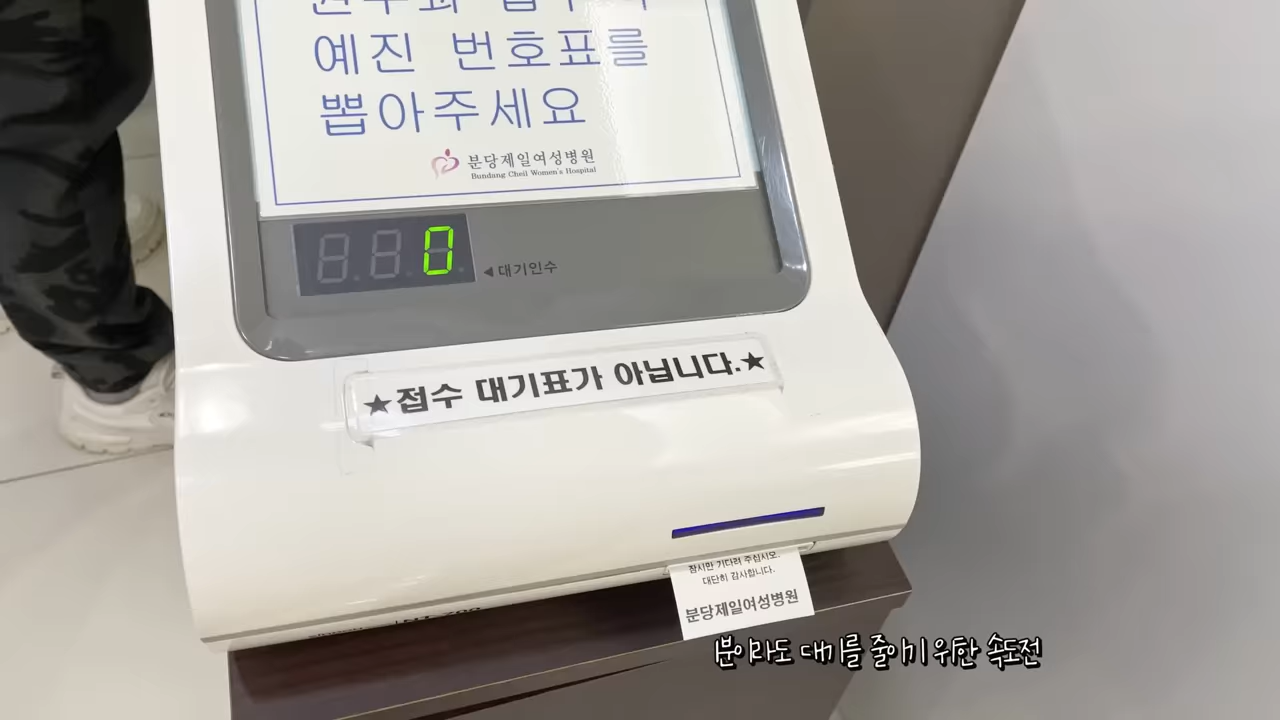 예진 번호표를
뽑아주세요
분당제일여성병원
Bundang Cheil Women's Hospital
0
◀대기인수
★접수 대기표가 아닙니다.★
잠시만 기다려 주십시오.
대단히 감사합니다.
분당제일여성병원
1분이라도 대기를 줄이기 위한 속도전